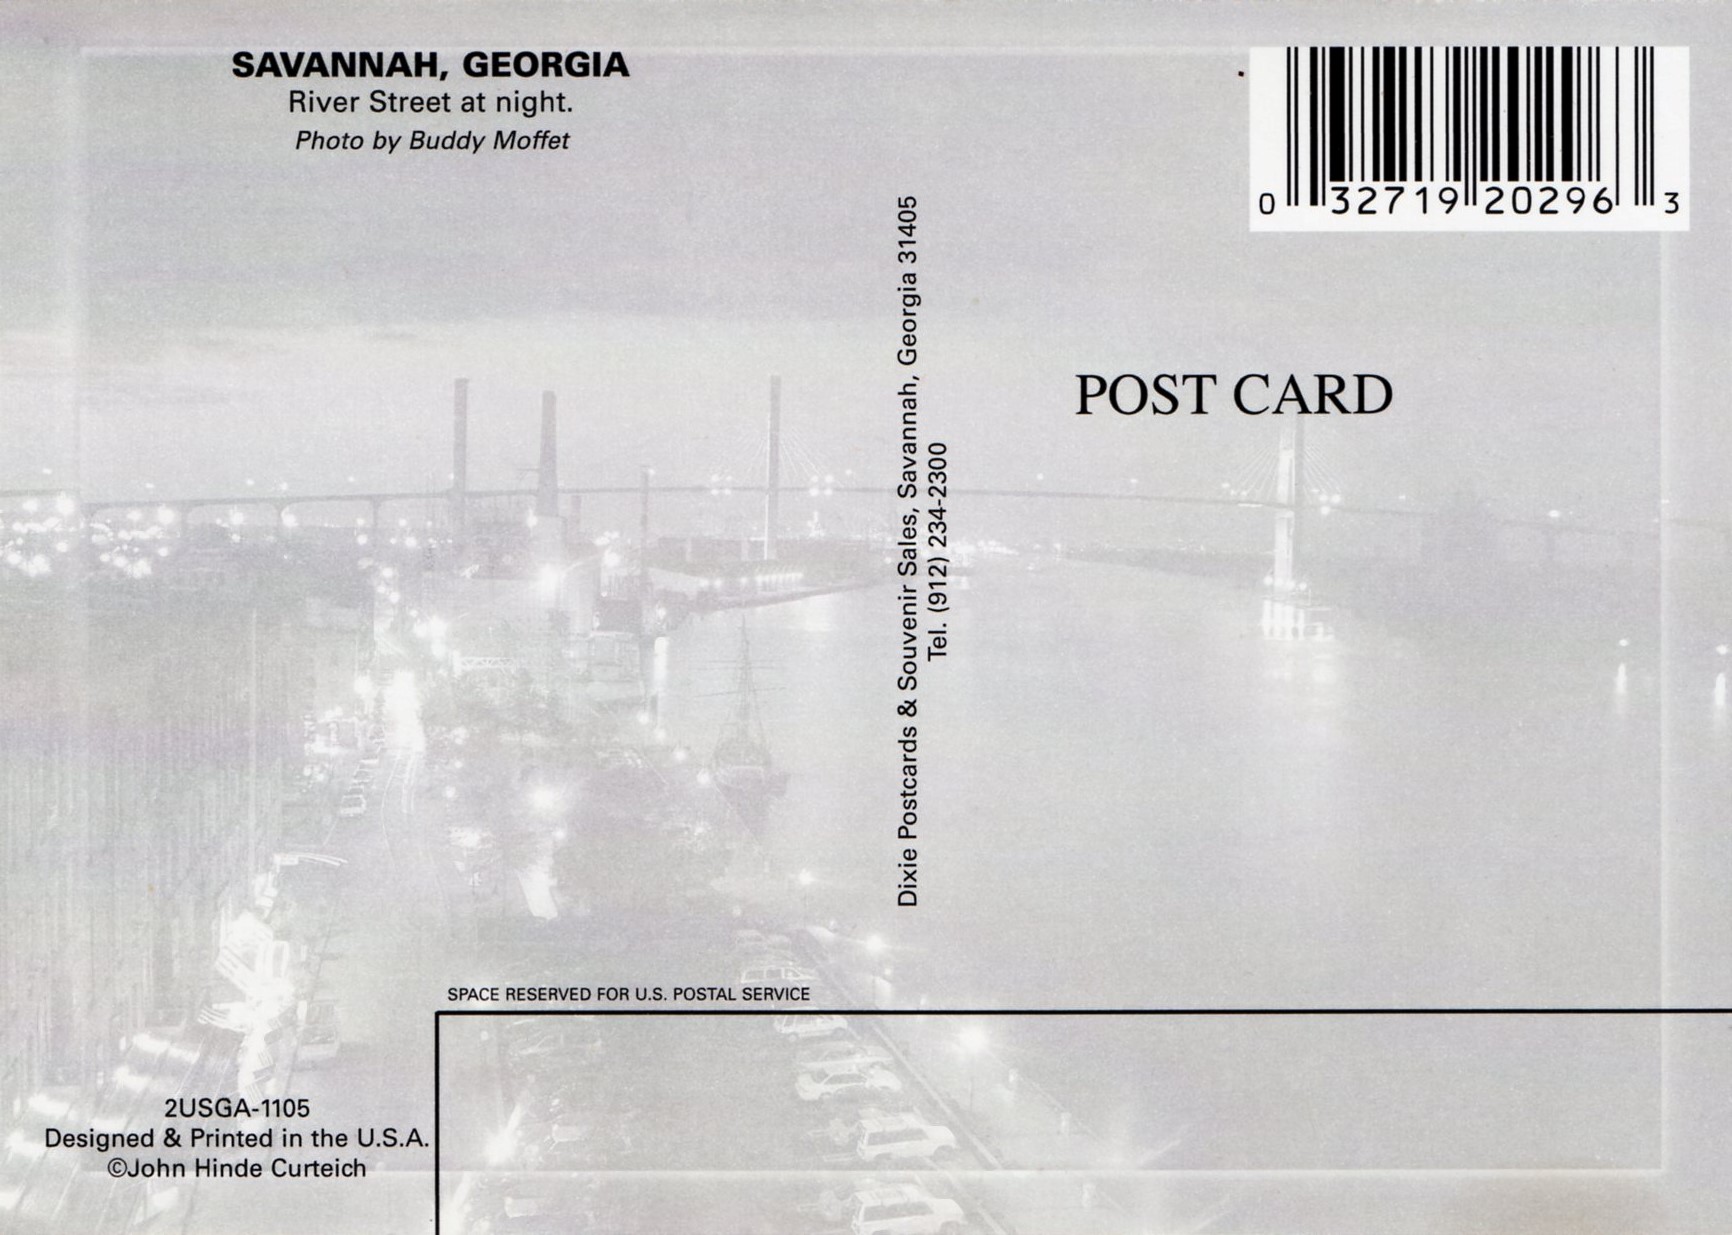 SAVANNAH, GEORGIA
River Street at night.
Photo by Buddy Moffet
0 32719 20296 3
POST CARD
Dixie Postcards & Souvenir Sales, Savannah, Georgia 31405
Tel. (912) 234-2300
SPACE RESERVED FOR U.S. POSTAL SERVICE
2USGA-1105
Designed & Printed in the U.S.A.
©John Hinde Curteich